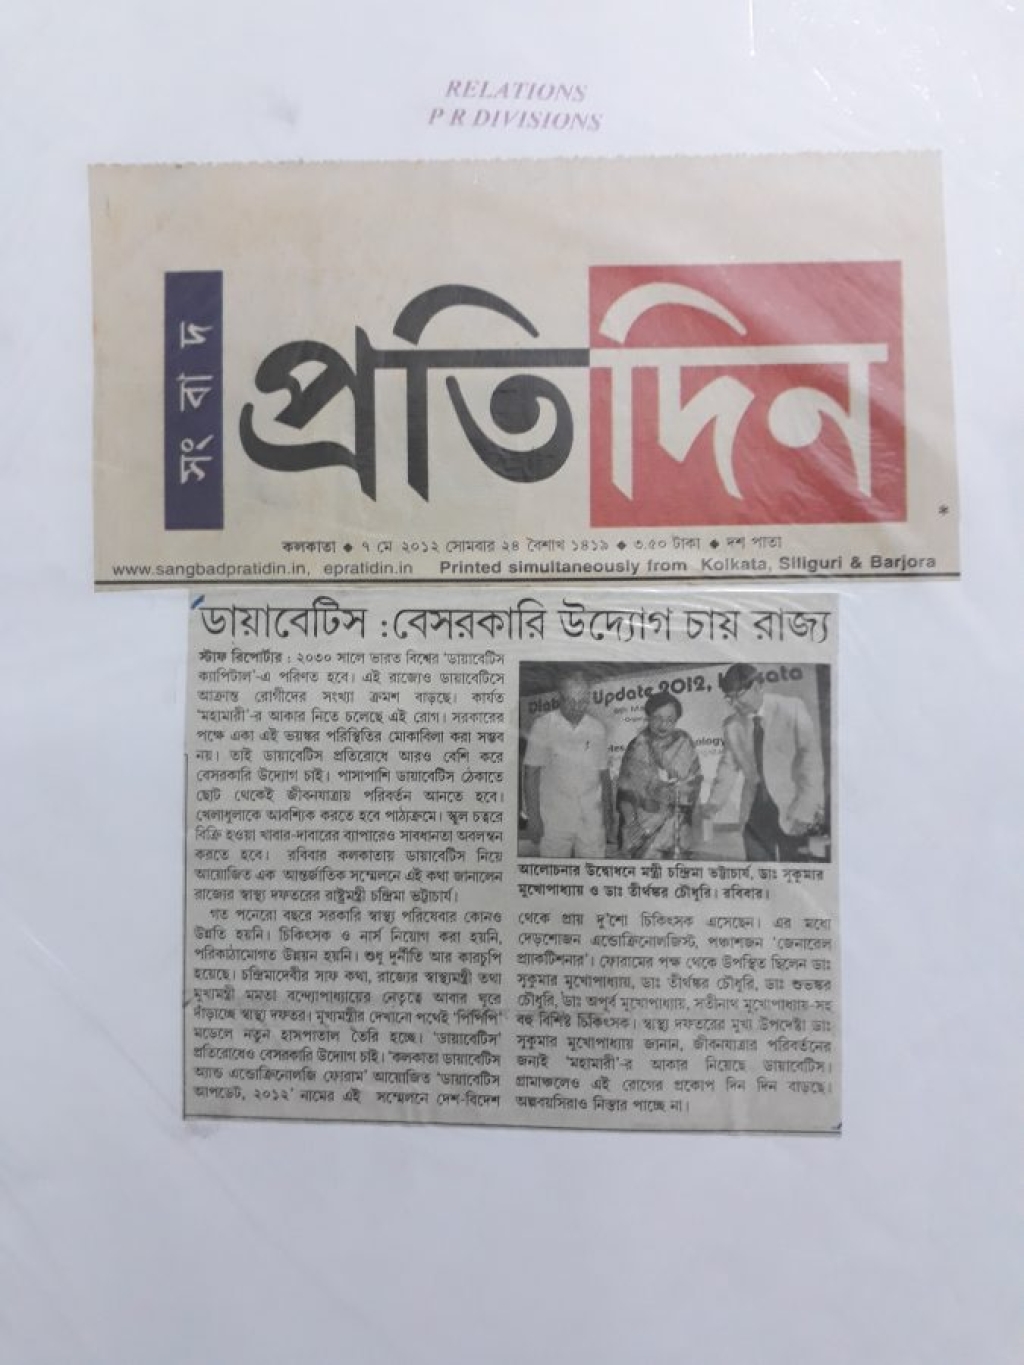 RELATIONS
P R DIVISIONS
সংবাদ
প্রতিদিন
*
কলকাতা ◆ ৭ মে ২০১২ সোমবার ২৪ বৈশাখ ১৪১৯ ◆ ৩.৫০ টাকা ◆ দশ পাতা
www.sangbadpratidin.in, epratidin.in Printed simultaneously from Kolkata, Siliguri & Barjora
ডায়াবেটিস : বেসরকারি উদ্যোগ চায় রাজ্য
স্টাফ রিপোর্টার : ২০৩০ সালে ভারত বিশ্বের 'ডায়াবেটিস
ক্যাপিটাল'-এ পরিণত হবে। এই রাজ্যেও ডায়াবেটিসে
আক্রান্ত রোগীদের সংখ্যা ক্রমশ বাড়ছে। কার্যত
'মহামারী'-র আকার নিতে চলেছে এই রোগ। সরকারের
পক্ষে একা এই ভয়ঙ্কর পরিস্থিতির মোকাবিলা করা সম্ভব
নয়। তাই ডায়াবেটিস প্রতিরোধে আরও বেশি করে
বেসরকারি উদ্যোগ চাই। পাসাপাশি ডায়াবেটিস ঠেকাতে
ছোট থেকেই জীবনযাত্রায় পরিবর্তন আনতে হবে।
খেলাধুলাকে আবশ্যিক করতে হবে পাঠ্যক্রমে। স্কুল চত্বরে
বিক্রি হওয়া খাবার-দাবারের ব্যাপারেও সাবধানতা অবলম্বন
করতে হবে। রবিবার কলকাতায় ডায়াবেটিস নিয়ে
আয়োজিত এক আন্তর্জাতিক সম্মেলনে এই কথা জানালেন
রাজ্যের স্বাস্থ্য দফতরের রাষ্ট্রমন্ত্রী চন্দ্রিমা ভট্টাচার্য।
গত পনেরো বছরে সরকারি স্বাস্থ্য পরিষেবার কোনও
উন্নতি হয়নি। চিকিৎসক ও নার্স নিয়োগ করা হয়নি,
পরিকাঠামোগত উন্নয়ন হয়নি। শুধু দুর্নীতি আর কারচুপি
হয়েছে। চন্দ্রিমাদেবীর সাফ কথা, রাজ্যের স্বাস্থ্যমন্ত্রী তথা
মুখ্যমন্ত্রী মমতা বন্দ্যোপাধ্যায়ের নেতৃত্বে আবার ঘুরে
দাঁড়াচ্ছে স্বাস্থ্য দফতর। মুখ্যমন্ত্রীর দেখানো পথেই 'পিপিপি'
মডেলে নতুন হাসপাতাল তৈরি হচ্ছে। 'ডায়াবেটিস'
প্রতিরোধেও বেসরকারি উদ্যোগ চাই। 'কলকাতা ডায়াবেটিস
অ্যান্ড এন্ডোক্রিনোলজি ফোরাম' আয়োজিত 'ডায়াবেটিস
আপডেট, ২০১২' নামের এই সম্মেলনে দেশ-বিদেশ
Update 2012,
আলোচনার উদ্বোধনে মন্ত্রী চন্দ্রিমা ভট্টাচার্য, ডাঃ সুকুমার
মুখোপাধ্যায় ও ডাঃ তীর্থঙ্কর চৌধুরি। রবিবার।
থেকে প্রায় দু'শো চিকিৎসক এসেছেন। এর মধ্যে
দেড়শোজন এন্ডোক্রিনোলজিস্ট, পঞ্চাশজন 'জেনারেল
প্র্যাকটিশনার'। ফোরামের পক্ষ থেকে উপস্থিত ছিলেন ডাঃ
সুকুমার মুখোপাধ্যায়, ডাঃ তীর্থঙ্কর চৌধুরি, ডাঃ শুভঙ্কর
চৌধুরি, ডাঃ অপূর্ব মুখোপাধ্যায়, সতীনাথ মুখোপাধ্যায়-সহ
বহু বিশিষ্ট চিকিৎসক। স্বাস্থ্য দফতরের মুখ্য উপদেষ্টা ডাঃ
সুকুমার মুখোপাধ্যায় জানান, জীবনযাত্রার পরিবর্তনের
জন্যই 'মহামারী'-র আকার নিয়েছে ডায়াবেটিস।
গ্রামাঞ্চলেও এই রোগের প্রকোপ দিন দিন বাড়ছে।
অল্পবয়সিরাও নিস্তার পাচ্ছে না।